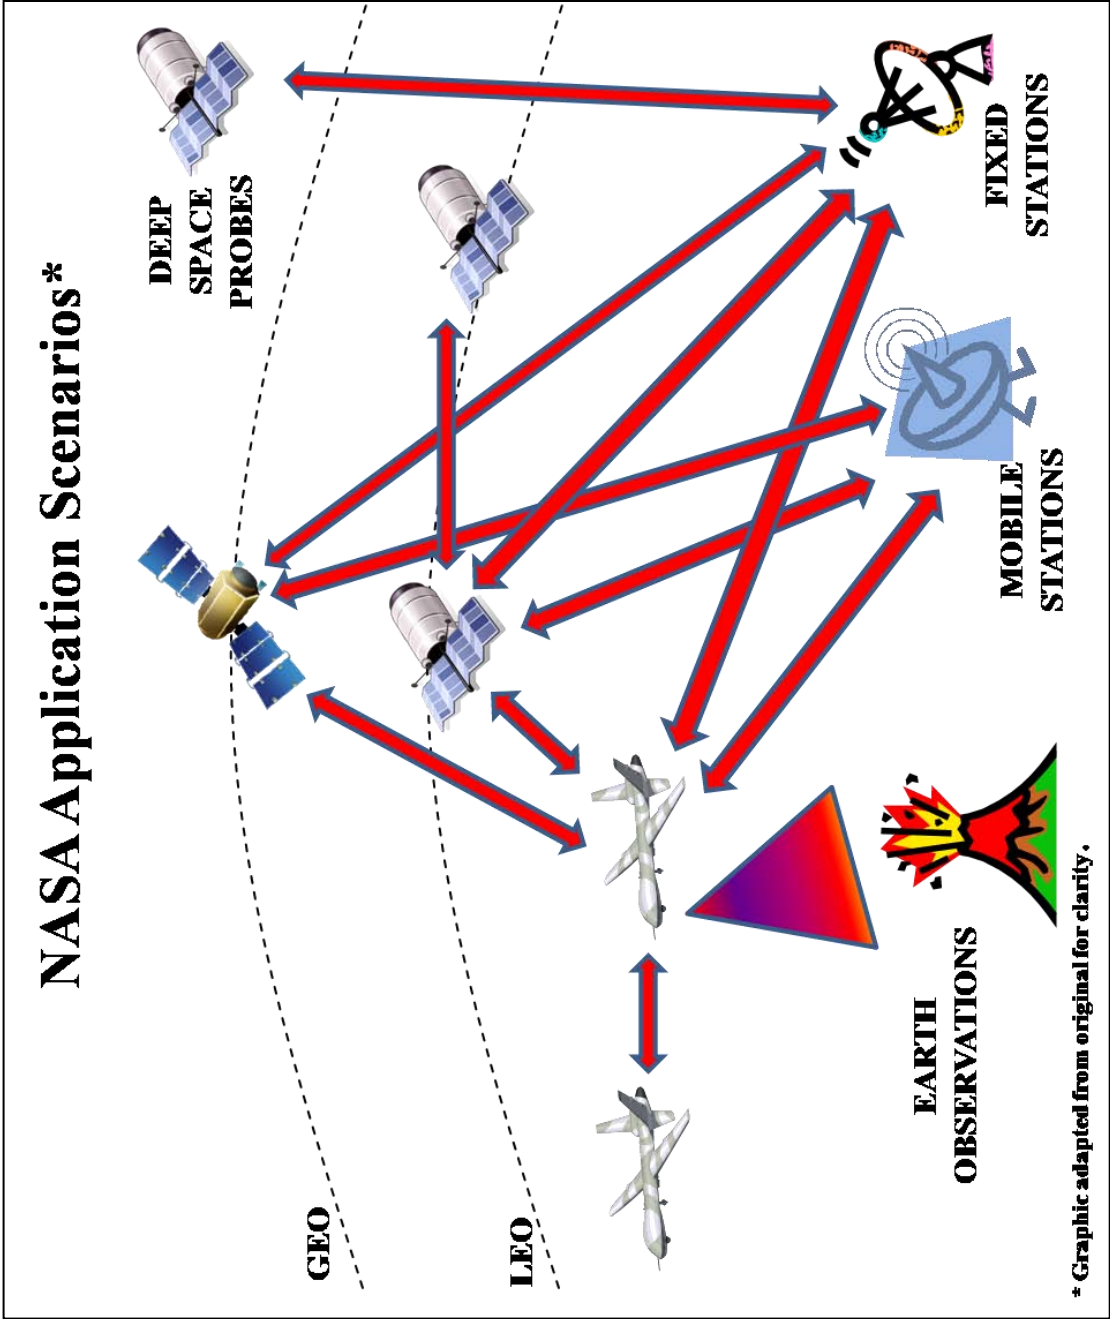 NASA Application Scenarios*
DEEP
SPACE
PROBES
GEO
LEO
FIXED
STATIONS
MOBILE
STATIONS
EARTH
OBSERVATIONS
* Graphic adapted from original for clarity.